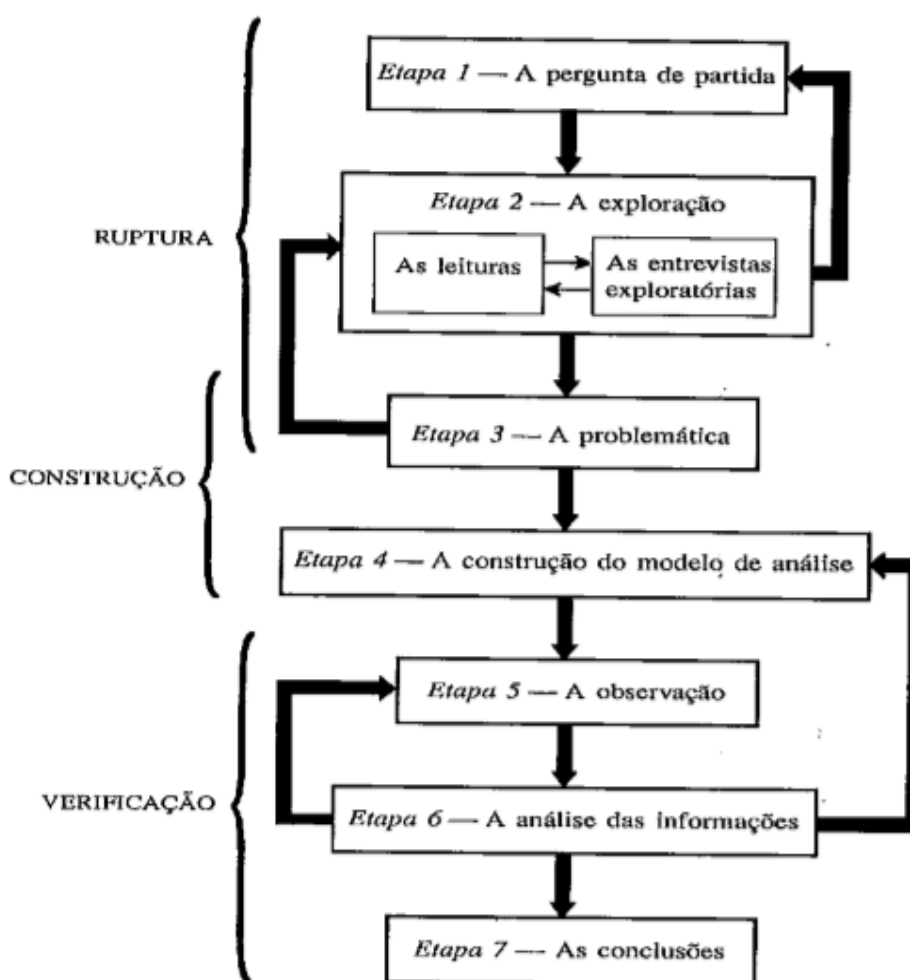 Etapa 1 — A pergunta de partida
Etapa 2 — A exploração
RUPTURA
As leituras
As entrevistas
exploratórias
Etapa 3 — A problemática
CONSTRUÇÃO
Etapa 4 — A construção do modelo de análise
Etapa 5 — A observação
VERIFICAÇÃO
Etapa 6 — A análise das informações
Etapa 7 — As conclusões